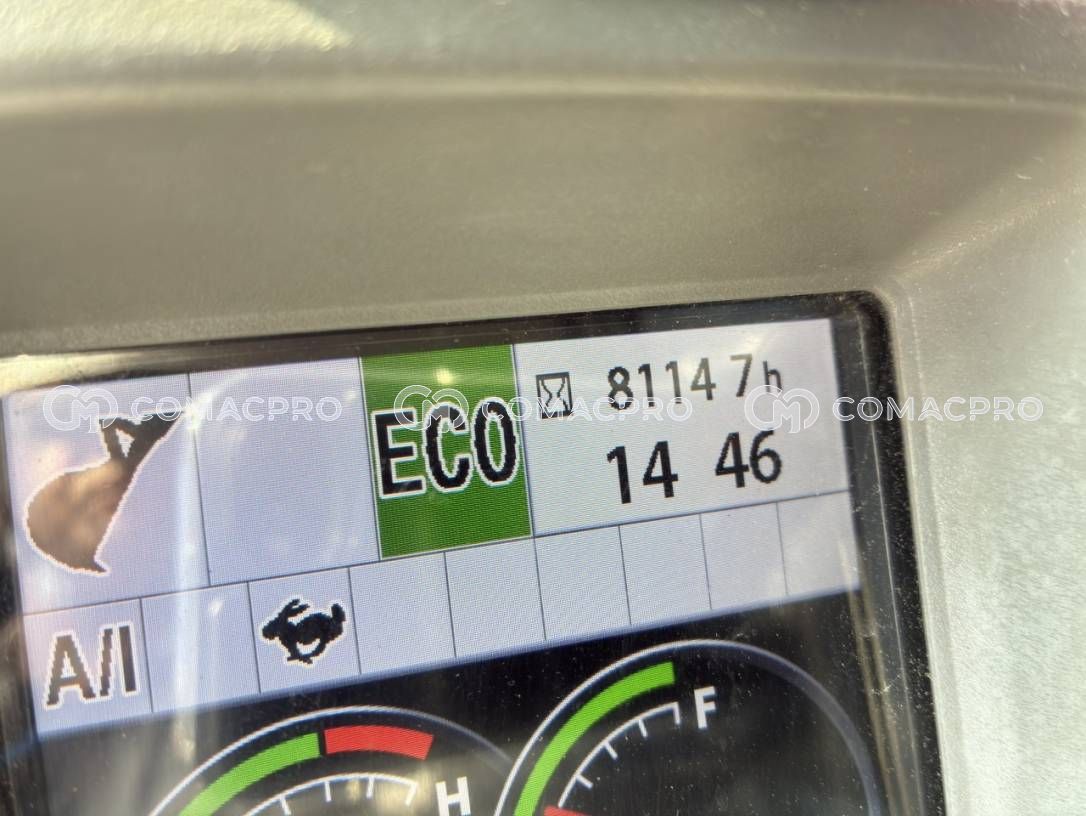 8114 7h
ECO
14 46
COMACPRO COMACPRO COMACPRO
A/I
F
H